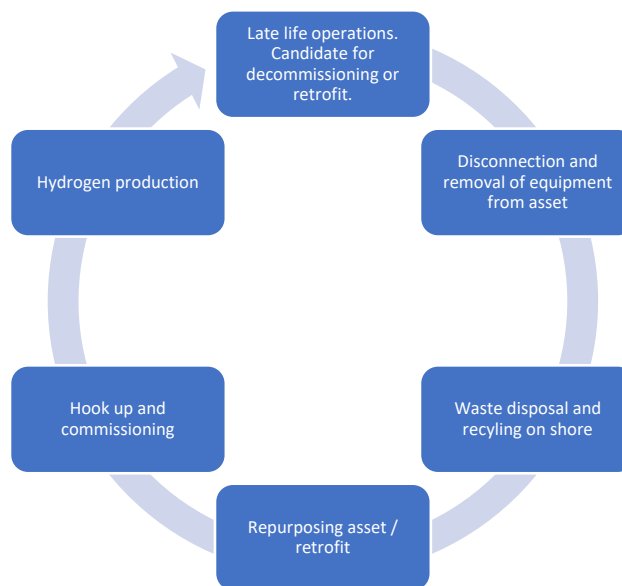 Late life operations.
Candidate for
decommissioning or
retrofit.
Disconnection and
removal of equipment
from asset
Waste disposal and
recyling on shore
Repurposing asset /
retrofit
Hook up and
commissioning
Hydrogen production